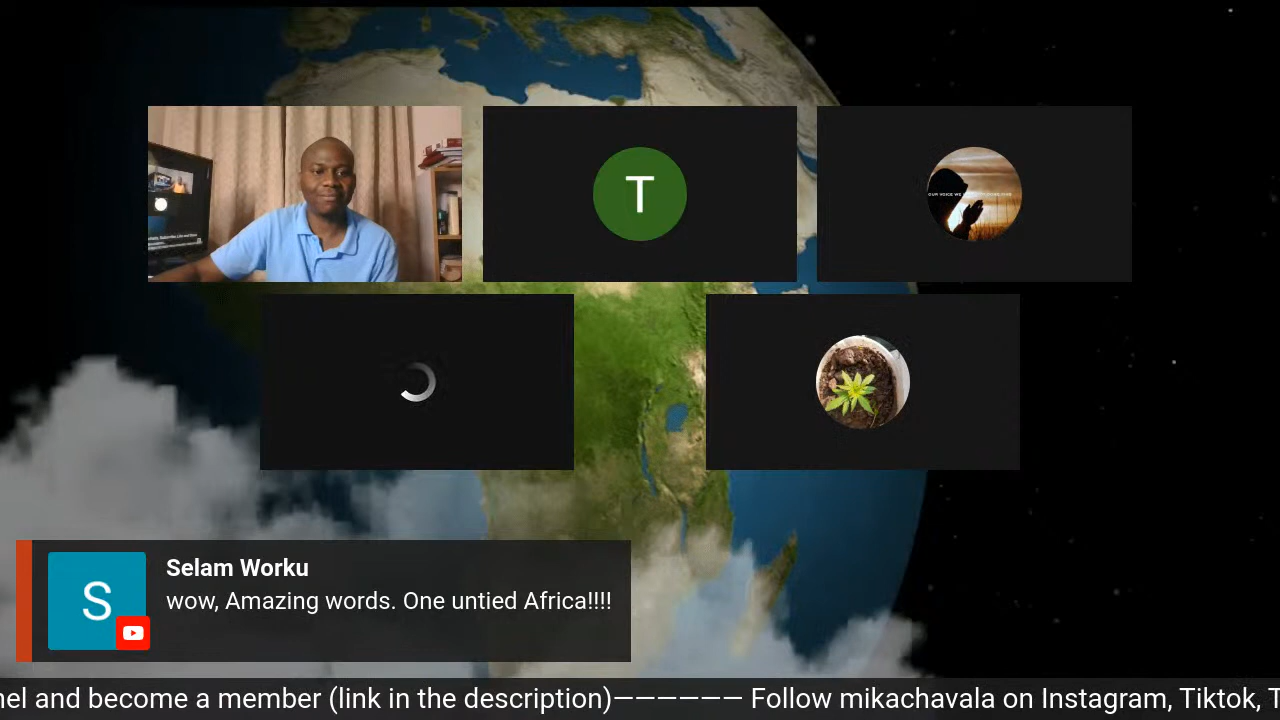 T
S
Selam Worku
wow, Amazing words. One untied Africa!!!!
and become a member (link in the description)—————— Follow mikachavala on Instagram, Tiktok,